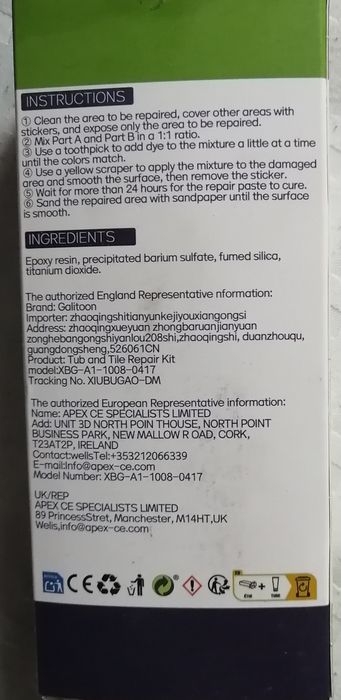 INSTRUCTIONS
① Clean the area to be repaired, cover other areas with
stickers, and expose only the area to be repaired.
② Mix Part A and Part B in a 1:1 ratio.
③ Use a toothpick to add dye to the mixture a little at a time
until the colors match.
④ Use a yellow scraper to apply the mixture to the damaged
area and smooth the surface, then remove the sticker.
⑤ Wait for more than 24 hours for the repair paste to cure.
⑥ Sand the repaired area with sandpaper until the surface
is smooth.
INGREDIENTS
Epoxy resin, precipitated barium sulfate, fumed silica,
titanium dioxide.
The authorized England Representative nformation:
Brand: Galitoon
Importer: zhaoqingshitianyunkejiyouxiangongsi
Address: zhaoqingxueyuan zhongbaruanjianyuan
zonghebangongshiyanlou208shi,zhaoqingshi, duanzhouqu,
guangdongsheng,526061CN
Product: Tub and Tile Repair Kit
model:XBG-A1-1008-0417
Tracking No. XIUBUGAO-DM
The authorized European Representative information:
Name: APEX CE SPECIALISTS LIMITED
Add: UNIT 3D NORTH POIN THOUSE, NORTH POINT
BUSINESS PARK, NEW MALLOW R OAD, CORK,
T23AT2P, IRELAND
Contact:wellsTel:+353212066339
E-mail:Info@apex-ce.com
Model Number: XBG-A1-1008-0417
UK/REP
APEX CE SPECIALISTS LIMITED
89 PrincessStret, Manchester, M14HT,UK
Welis,info@apex-ce.com
CE